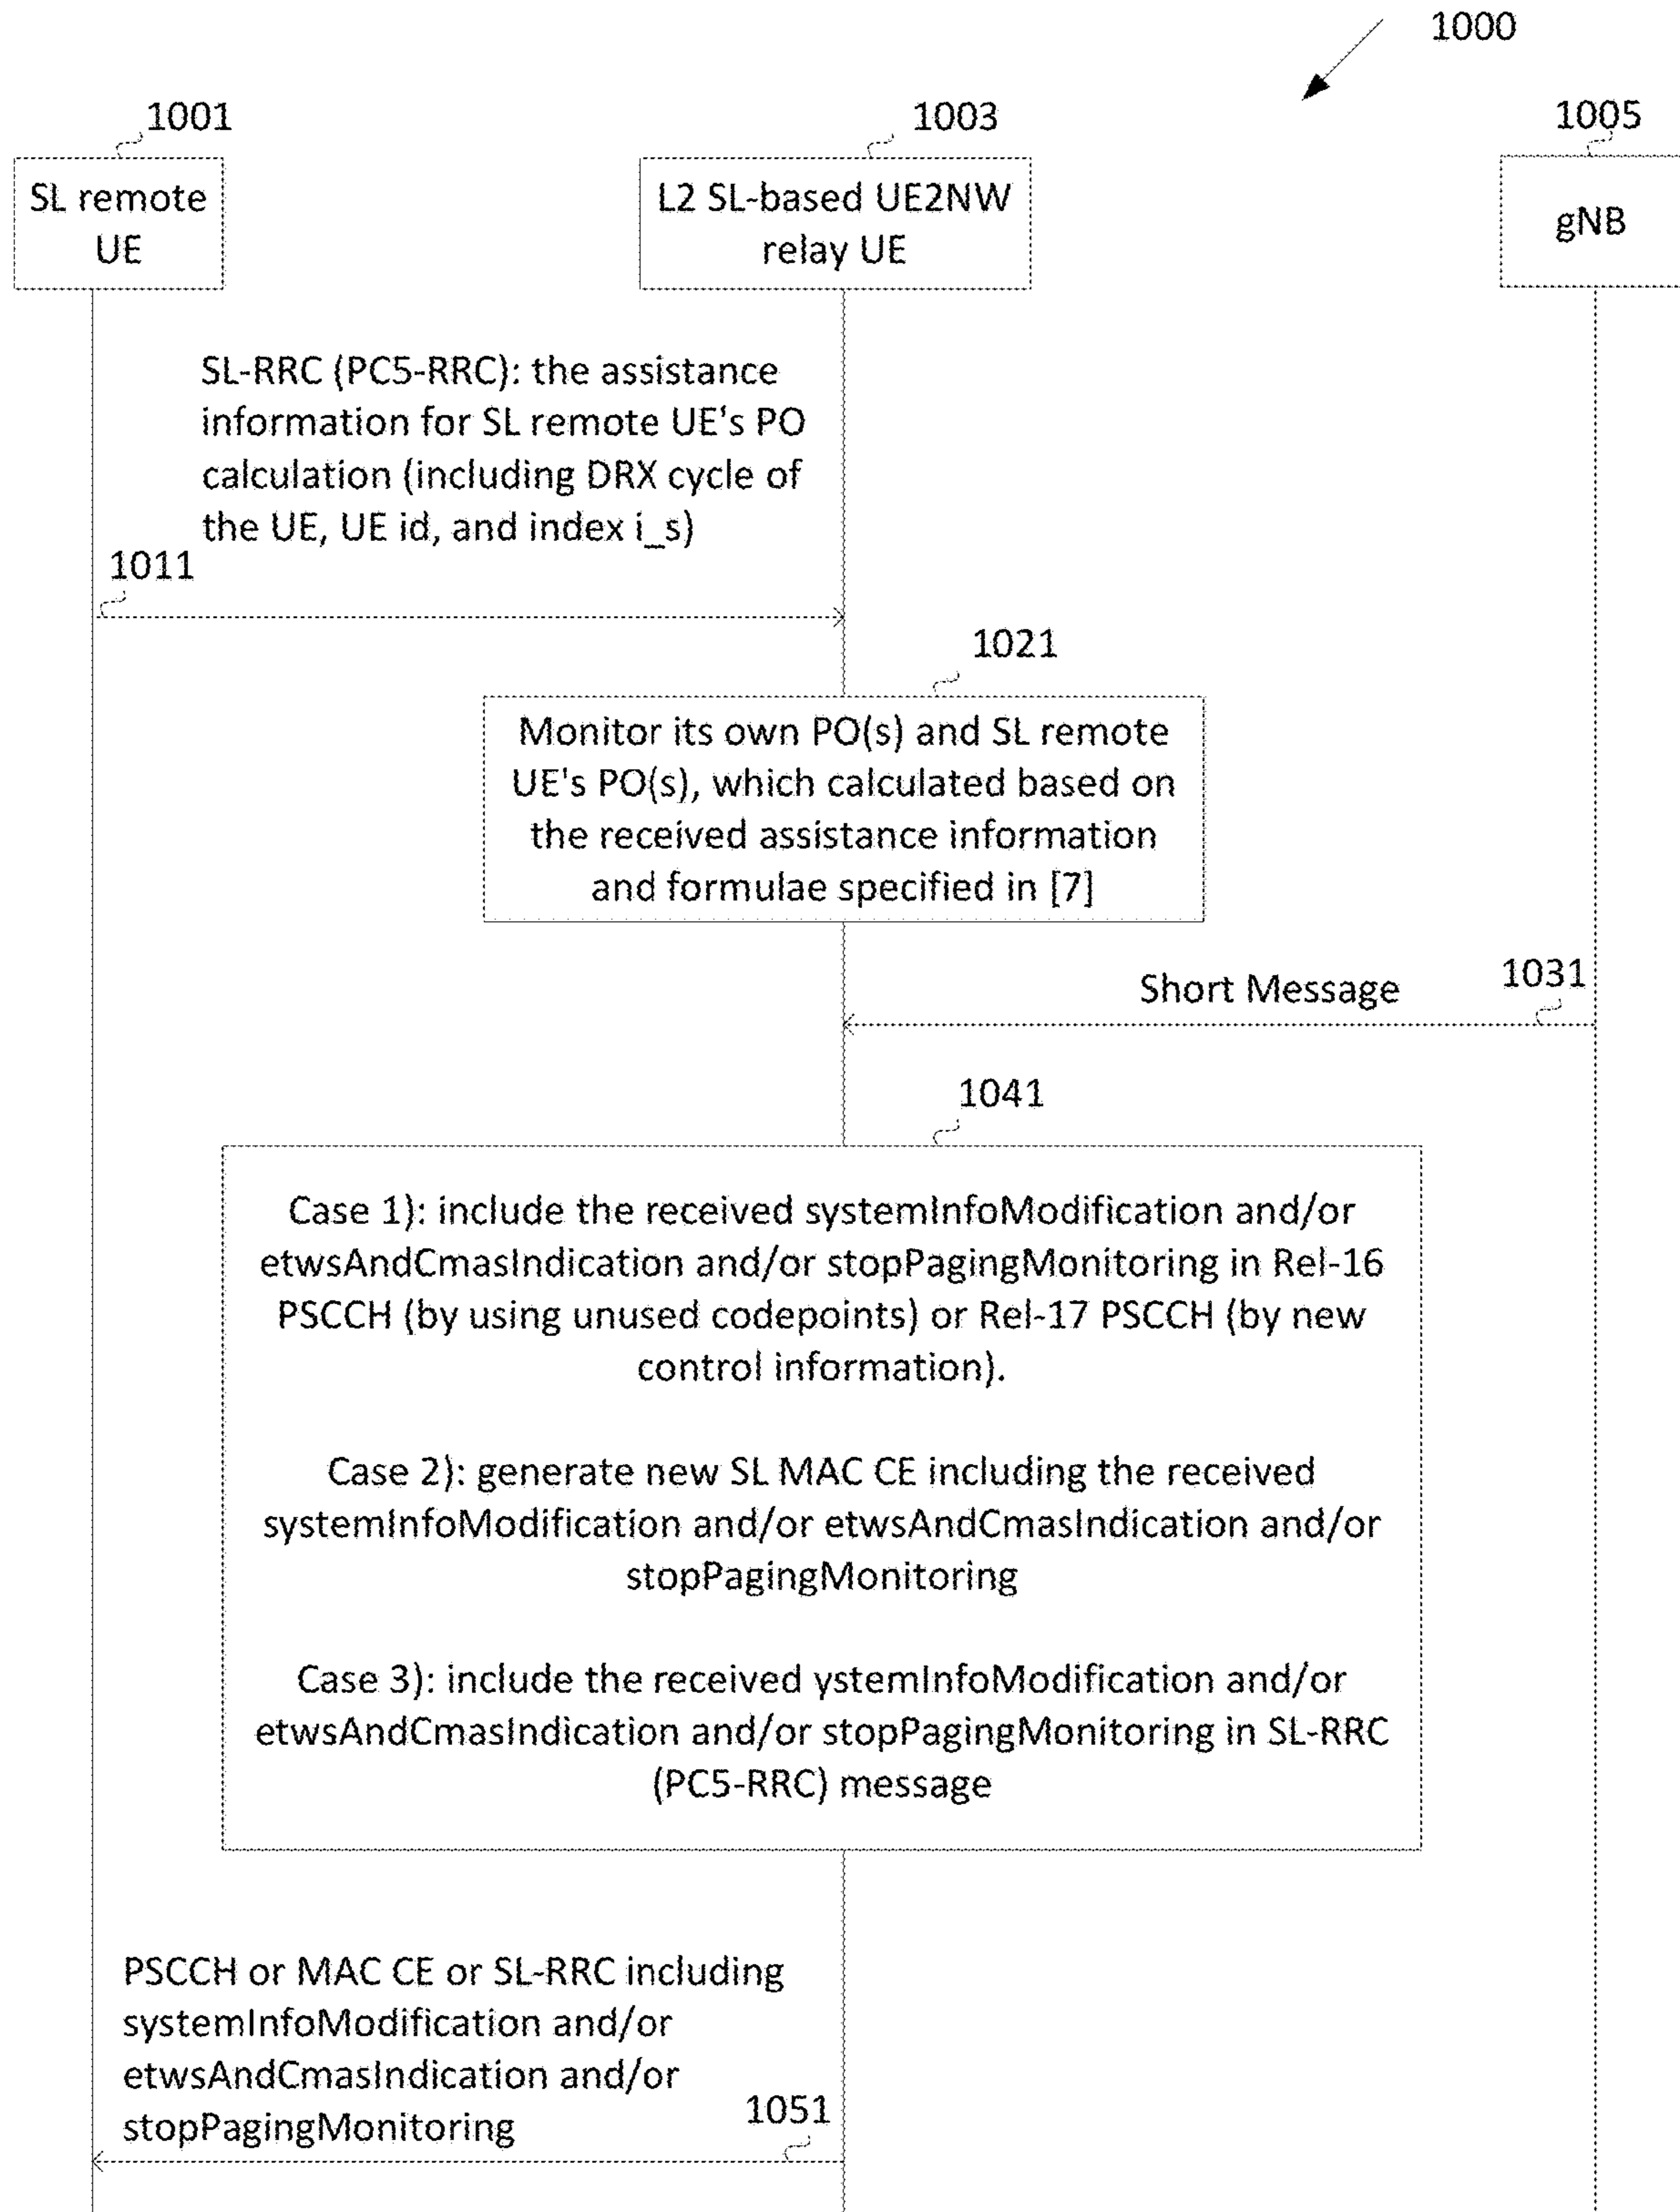 1000
1001
1003
1005
SL remote
UE
L2 SL-based UE2NW
relay UE
gNB
SL-RRC (PC5-RRC): the assistance
information for SL remote UE's PO
calculation (including DRX cycle of
the UE, UE id, and index i_s)
1011
1021
Monitor its own PO(s) and SL remote
UE's PO(s), which calculated based on
the received assistance information
and formulae specified in [7]
Short Message
1031
1041
Case 1): include the received systemInfoModification and/or
etwsAndCmasIndication and/or stopPagingMonitoring in Rel-16
PSCCH (by using unused codepoints) or Rel-17 PSCCH (by new
control information).
Case 2): generate new SL MAC CE including the received
systemInfoModification and/or etwsAndCmasIndication and/or
stopPagingMonitoring
Case 3): include the received ystemInfoModification and/or
etwsAndCmasIndication and/or stopPagingMonitoring in SL-RRC
(PC5-RRC) message
PSCCH or MAC CE or SL-RRC including
systemInfoModification and/or
etwsAndCmasIndication and/or
stopPagingMonitoring
1051